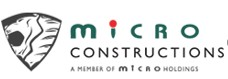 MiCRO
CONSTRUCTIONS
A MEMBER OF MiCRO HOLDINGS